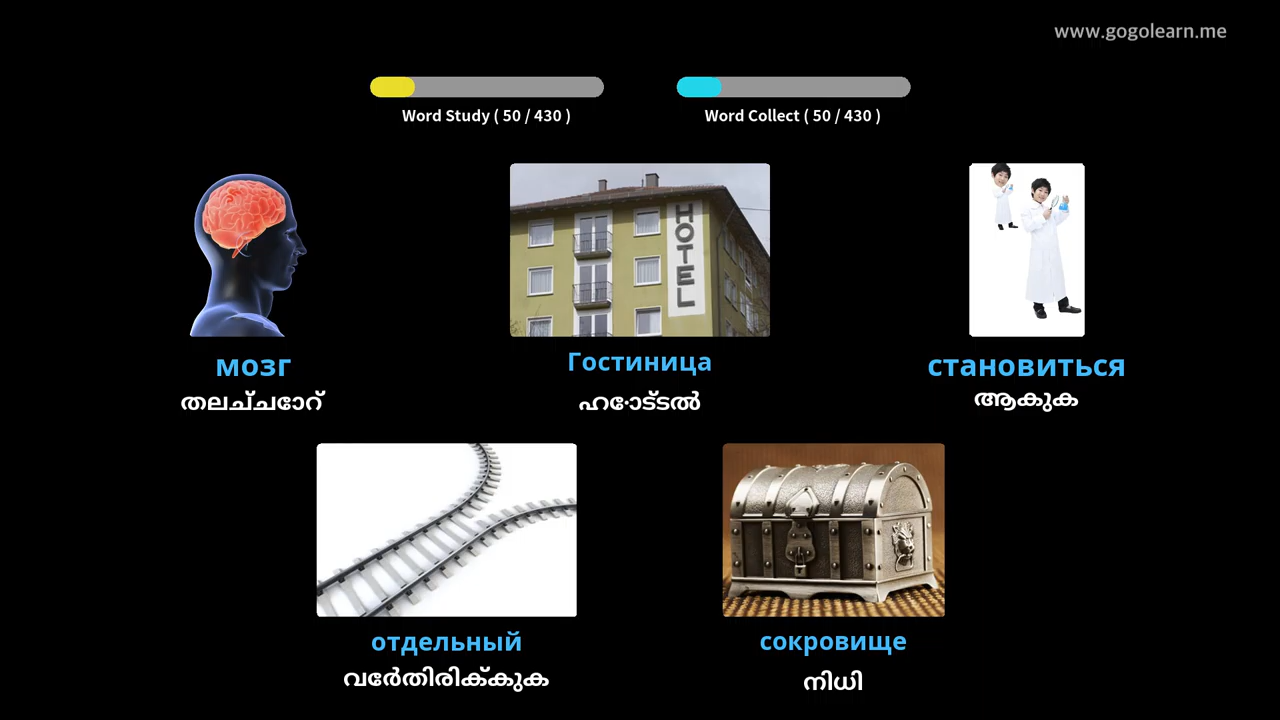 www.gogolearn.me
Word Study ( 50 / 430 )
Word Collect ( 50 / 430 )
HOTEL
мозг
Гостиница
становиться
തലച്ചോറ്
ഹോട്ടൽ
ആകുക
отдельный
сокровище
വേർതിരിക്കുക
നിധി